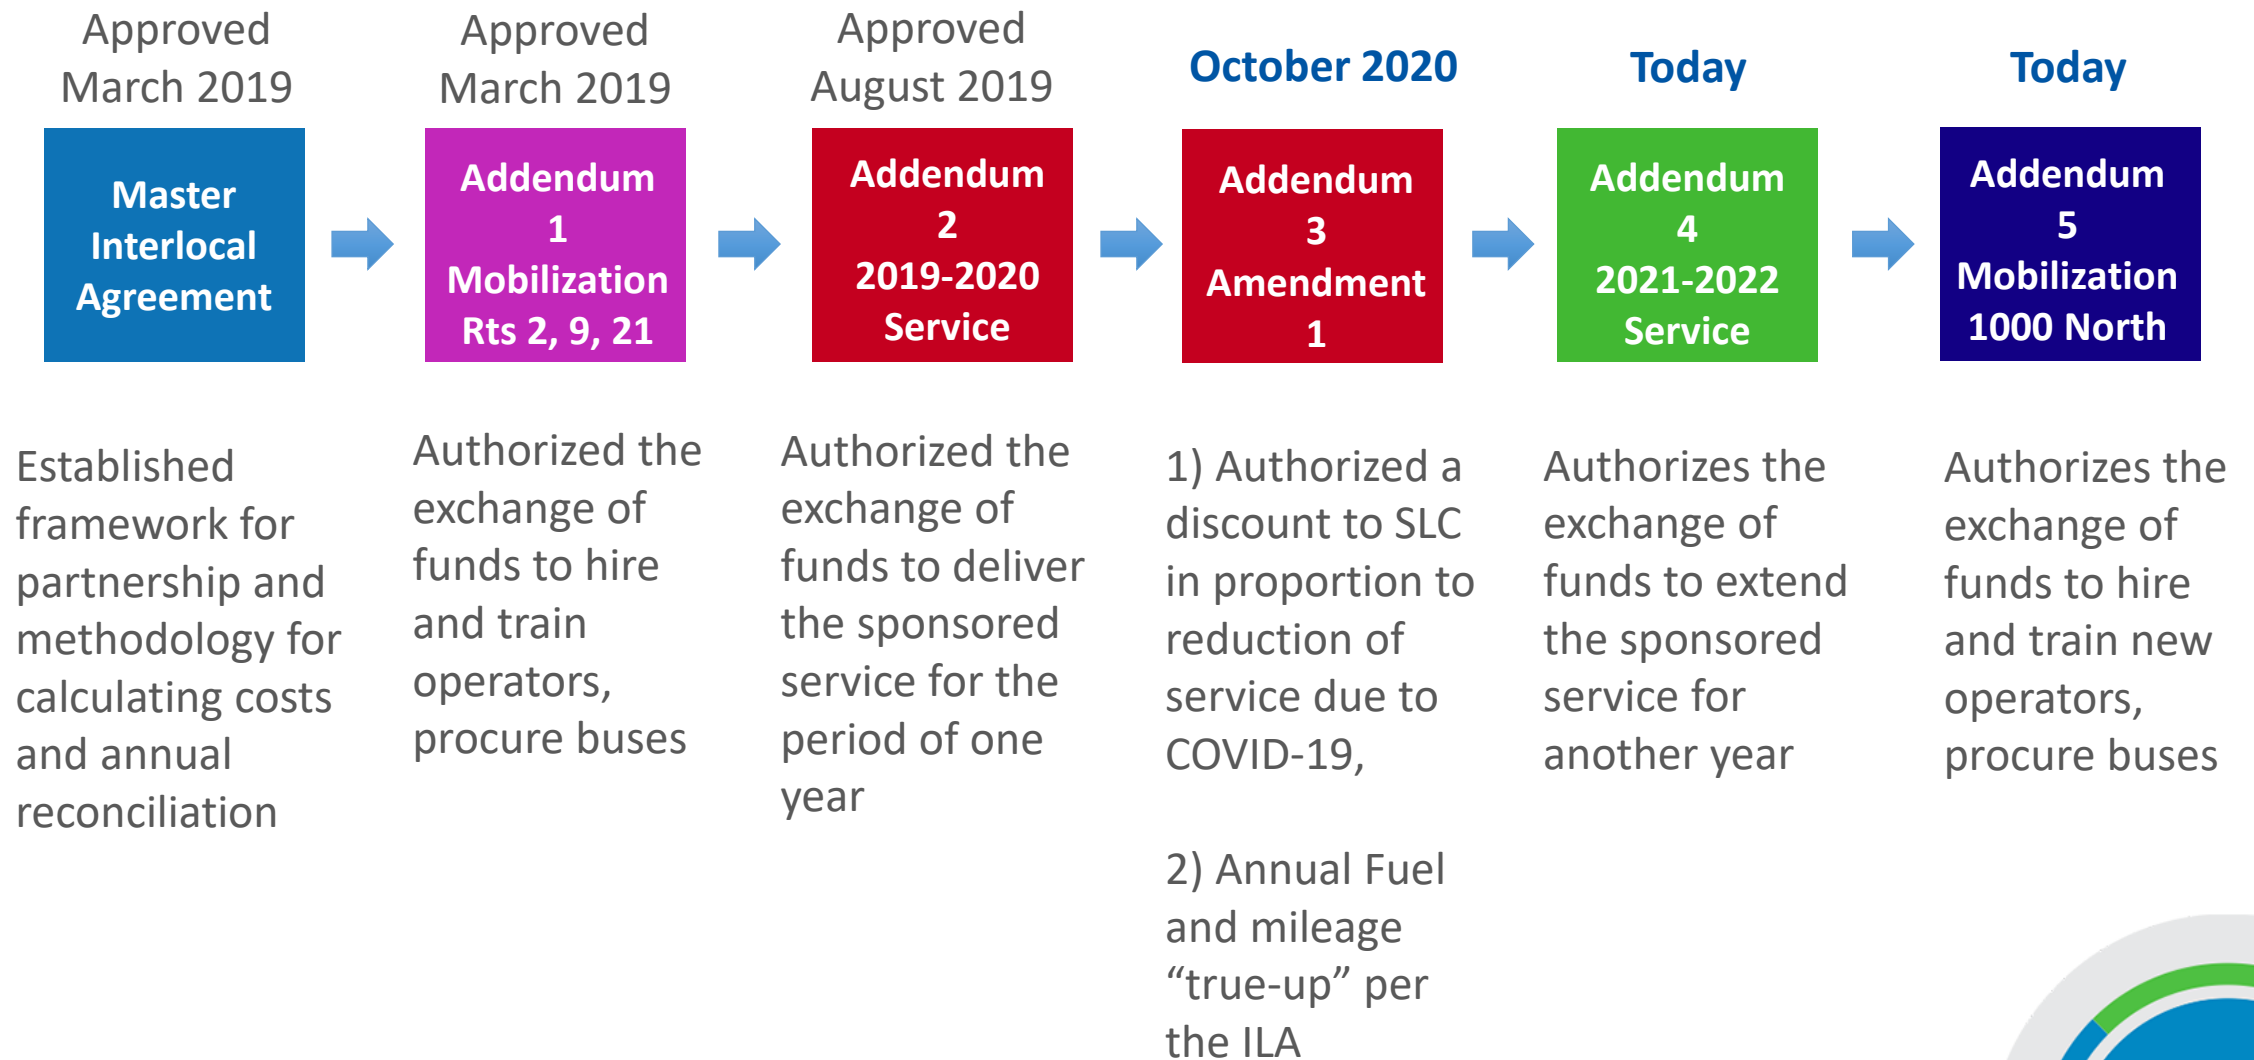 Approved
March 2019
Master
Interlocal
Agreement
Established
framework for
partnership and
methodology for
calculating costs
and annual
reconciliation
Approved
March 2019
Addendum
1
Mobilization
Rts 2, 9, 21
Authorized the
exchange of
funds to hire
and train
operators,
procure buses
Approved
August 2019
Addendum
2
2019-2020
Service
Authorized the
exchange of
funds to deliver
the sponsored
service for the
period of one
year
October 2020
Addendum
3
Amendment
1
1) Authorized a
discount to SLC
in proportion to
reduction of
service due to
COVID-19,
2) Annual Fuel
and mileage
“true-up” per
the ILA
Today
Addendum
4
2021-2022
Service
Authorizes the
exchange of
funds to extend
the sponsored
service for
another year
Today
Addendum
5
Mobilization
1000 North
Authorizes the
exchange of
funds to hire
and train new
operators,
procure buses